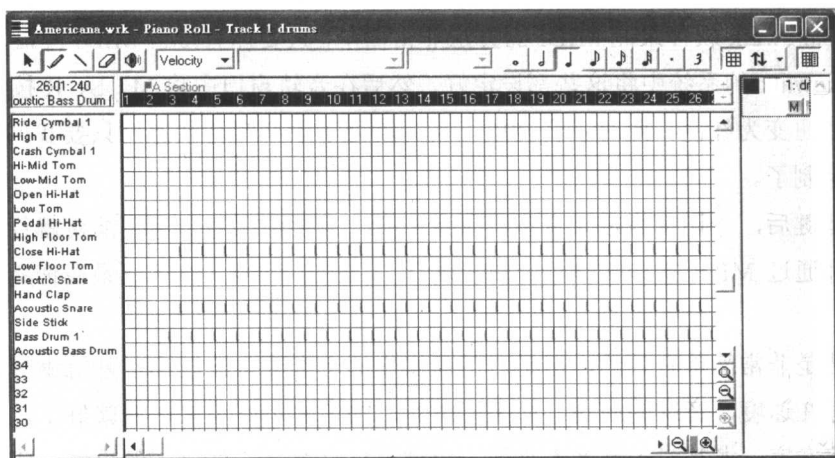 Americana.wrk - Piano Roll - Track 1 drums
Velocity
3
26:01:240
oustic Bass Drum (
A Section
1 2 3 4 5 6 7 8 9 10 11 12 13 14 15 16 17 18 19 20 21 22 23 24 25 26
1: dr
M
Ride Cymbal 1
High Tom
Crash Cymbal 1
Hi-Mid Tom
Low-Mid Tom
Open Hi-Hat
Low Tom
Pedal Hi-Hat
High Floor Tom
Close Hi-Hat
Low Floor Tom
Electric Snare
Hand Clap
Acoustic Snare
Side Stick
Bass Drum 1
Acoustic Bass Drum
34
33
32
31
30